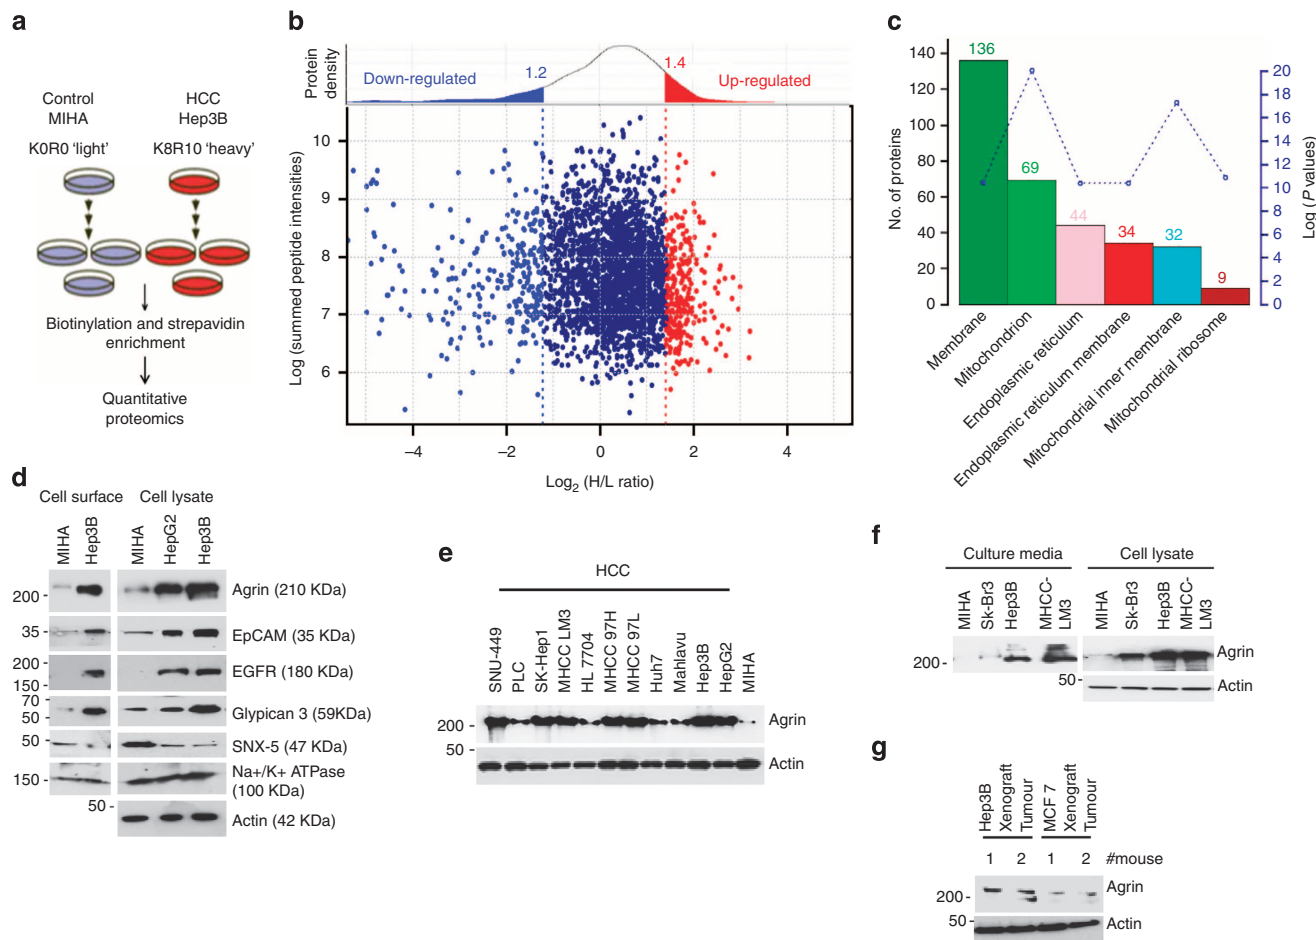 a
Control
MIHA
HCC
Hep3B
K0R0 ‘light’
K8R10 ‘heavy’
Biotinylation and strepavidin
enrichment
Quantitative
proteomics
b
Protein
density
Down-regulated
1.2
1.4
Up-regulated
Log (summed peptide intensities)
10
9
8
7
6
–4
–2
0
2
4
Log2 (H/L ratio)
c
No. of proteins
140
120
100
80
60
40
20
0
136
69
44
34
32
9
20
18
16
14
12
10
8
6
4
2
0
Log (P values)
Membrane
Mitochondrion
Endoplasmic reticulum
Endoplasmic reticulum membrane
Mitochondrial inner membrane
Mitochondrial ribosome
d
Cell surface
Cell lysate
MIHA
Hep3B
MIHA
HepG2
Hep3B
200
Agrin (210 KDa)
35
EpCAM (35 KDa)
200
150
EGFR (180 KDa)
70
50
Glypican 3 (59KDa)
50
SNX-5 (47 KDa)
150
Na+/K+ ATPase
(100 KDa)
50
Actin (42 KDa)
e
HCC
SNU-449
PLC
SK-Hep1
MHCC LM3
HL 7704
MHCC 97H
MHCC 97L
Huh7
Mahlavu
Hep3B
HepG2
MIHA
200
Agrin
50
Actin
f
Culture media
Cell lysate
MIHA
Sk-Br3
Hep3B
MHCC-
LM3
MIHA
Sk-Br3
Hep3B
MHCC-
LM3
200
Agrin
50
Actin
g
Hep3B
Xenograft
Tumour
MCF 7
Xenograft
Tumour
1
2
1
2
#mouse
200
Agrin
50
Actin